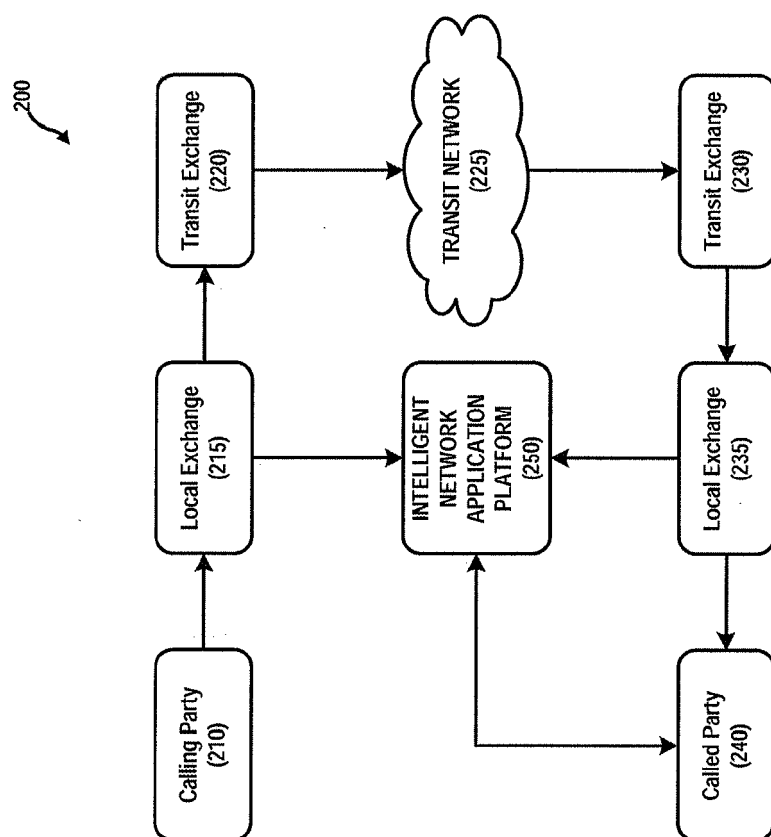 200
Calling Party
(210)
Local Exchange
(215)
Transit Exchange
(220)
INTELLIGENT
NETWORK
APPLICATION
PLATFORM
(250)
TRANSIT NETWORK
(225)
Called Party
(240)
Local Exchange
(235)
Transit Exchange
(230)